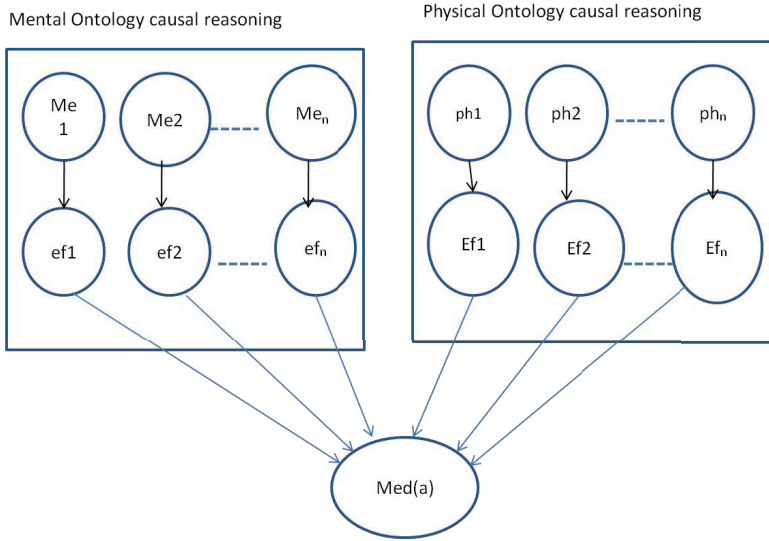 Mental Ontology causal reasoning
Physical Ontology causal reasoning
Me
1
Me2
Meₙ
ph1
ph2
phₙ
ef1
ef2
efₙ
Ef1
Ef2
Efₙ
Med(a)